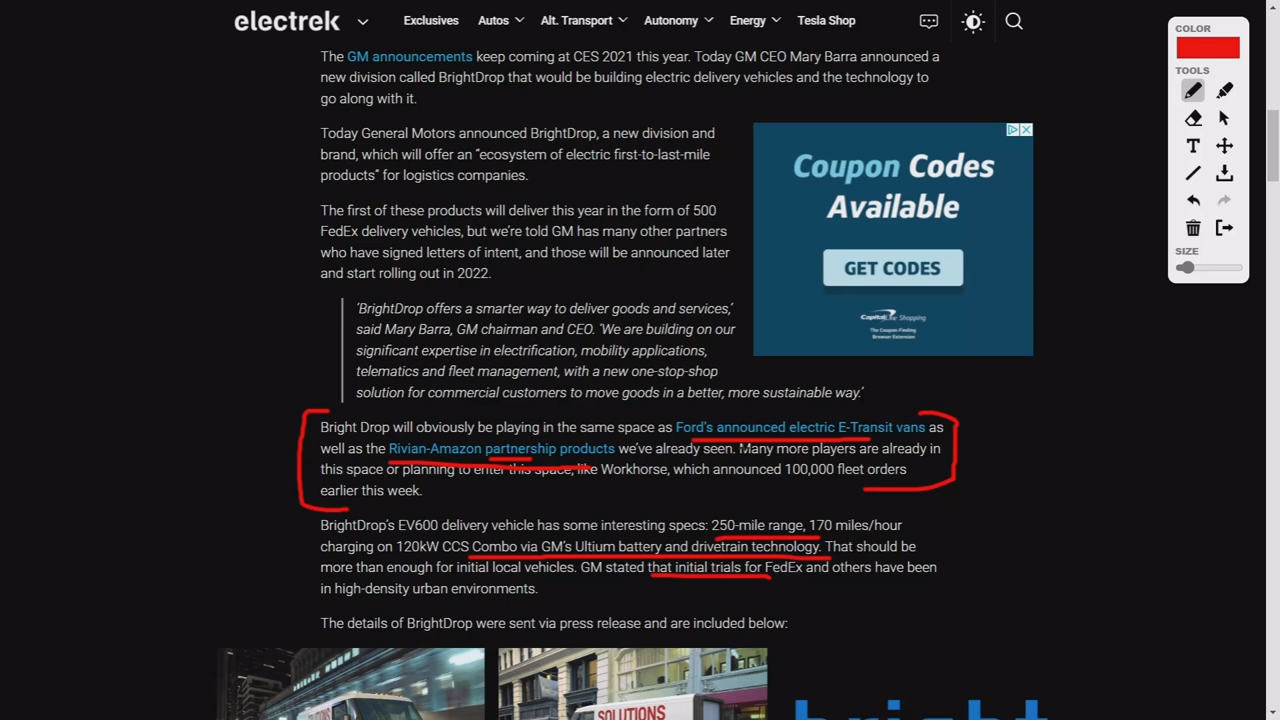 electrek
Exclusives Autos Alt. Transport Autonomy Energy Tesla Shop
The GM announcements keep coming at CES 2021 this year. Today GM CEO Mary Barra announced a
new division called BrightDrop that would be building electric delivery vehicles and the technology to
go along with it.
Today General Motors announced BrightDrop, a new division and
brand, which will offer an “ecosystem of electric first-to-last-mile
products” for logistics companies.
The first of these products will deliver this year in the form of 500
FedEx delivery vehicles, but we’re told GM has many other partners
who have signed letters of intent, and those will be announced later
and start rolling out in 2022.
‘BrightDrop offers a smarter way to deliver goods and services,’
said Mary Barra, GM chairman and CEO. ‘We are building on our
significant expertise in electrification, mobility applications,
telematics and fleet management, with a new one-stop-shop
solution for commercial customers to move goods in a better, more sustainable way.’
Coupon Codes
Available
GET CODES
Capital One Shopping
The Coupon-Finding
Browser Extension
Bright Drop will obviously be playing in the same space as Ford’s announced electric E-Transit vans as
well as the Rivian-Amazon partnership products we’ve already seen. Many more players are already in
this space or planning to enter this space, like Workhorse, which announced 100,000 fleet orders
earlier this week.
BrightDrop’s EV600 delivery vehicle has some interesting specs: 250-mile range, 170 miles/hour
charging on 120kW CCS Combo via GM’s Ultium battery and drivetrain technology. That should be
more than enough for initial local vehicles. GM stated that initial trials for FedEx and others have been
in high-density urban environments.
The details of BrightDrop were sent via press release and are included below:
SOLUTIONS
SOLUTIONS
bright
COLOR
TOOLS
T
SIZE